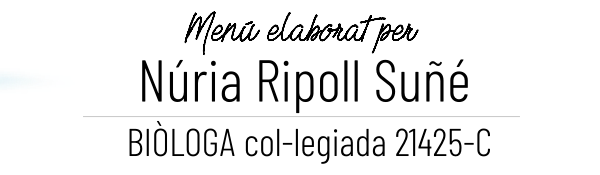 Menú elaborat per
Núria Ripoll Suñé
BIÒLOGA col-legiada 21425-C